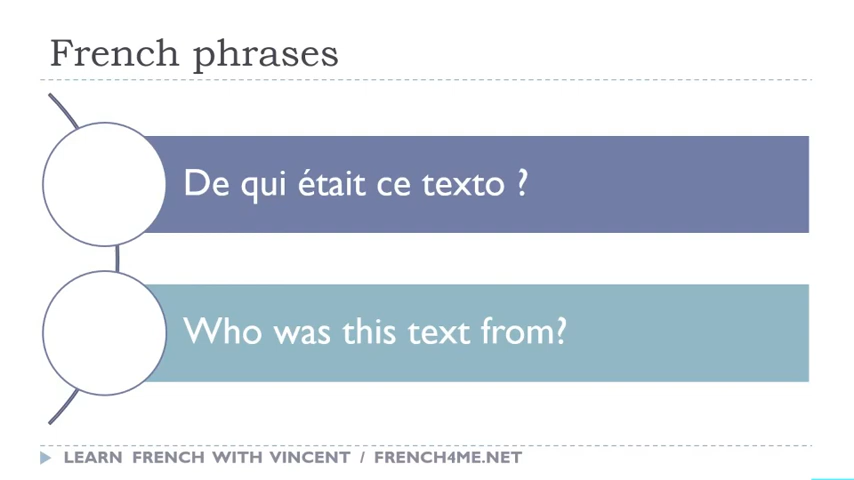 French phrases
De qui était ce texto ?
Who was this text from?
LEARN FRENCH WITH VINCENT / FRENCH4ME.NET